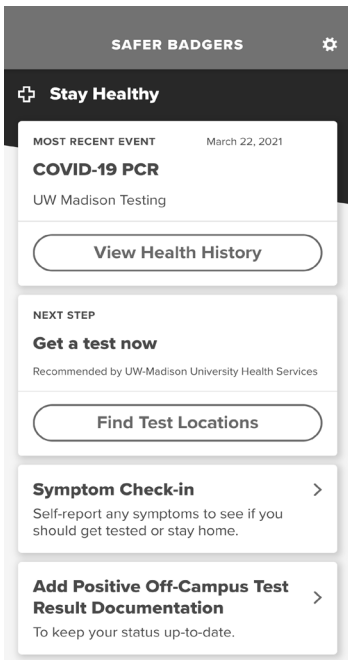 SAFER BADGERS
Stay Healthy
MOST RECENT EVENT March 22, 2021
COVID-19 PCR
UW Madison Testing
View Health History
NEXT STEP
Get a test now
Recommended by UW-Madison University Health Services
Find Test Locations
Symptom Check-in
Self-report any symptoms to see if you
should get tested or stay home.
Add Positive Off-Campus Test
Result Documentation
To keep your status up-to-date.